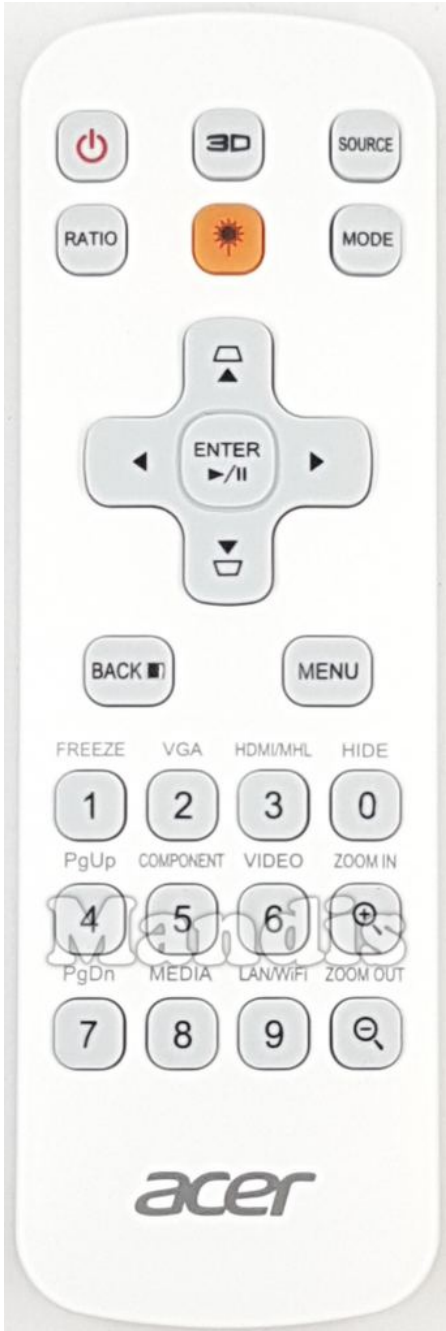 3D SOURCE
RATIO MODE
ENTER
BACK MENU
FREEZE VGA HDMI/MHL HIDE
1 2 3 0
PgUp COMPONENT VIDEO ZOOM IN
4 5 6
Mandis
PgDn MEDIA LAN/WiFi ZOOM OUT
7 8 9
acer